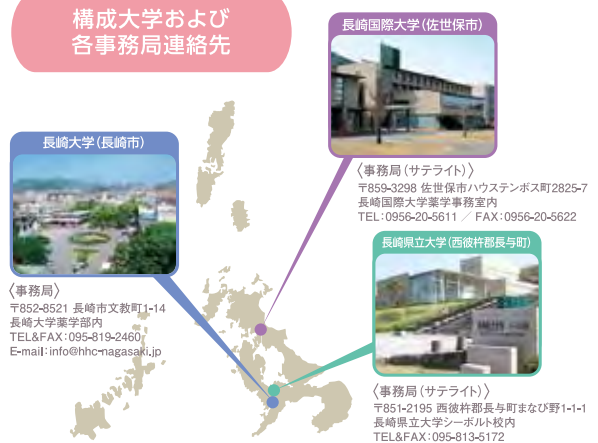 構成大学および
各事務局連絡先
長崎国際大学(佐世保市)
〈事務局(サテライト)〉
〒859-3298 佐世保市ハウステンボス町2825-7
長崎国際大学薬学事務室内
TEL:0956-20-5611 / FAX:0956-20-5622
長崎大学(長崎市)
〈事務局〉
〒852-8521 長崎市文教町1-14
長崎大学薬学部内
TEL&FAX:095-819-2460
E-mail:info@hhc-nagasaki.jp
長崎県立大学(西彼杵郡長与町)
〈事務局(サテライト)〉
〒851-2195 西彼杵郡長与町まなび野1-1-1
長崎県立大学シーボルト校内
TEL&FAX:095-813-5172